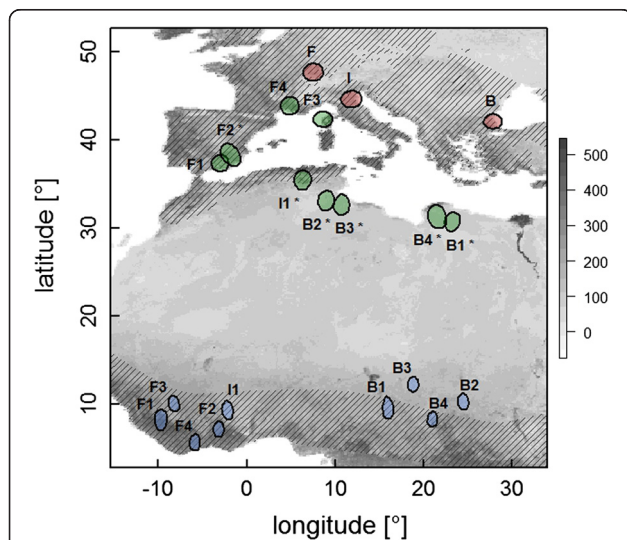 50
40
30
20
10
latitude [°]
F
I
B
F4
F3
F2 *
F1
I1 *
B2 *
B3 *
B4 *
B1 *
F3
F1
F4
F2
I1
B1
B3
B4
B2
500
400
300
200
100
0
-10 0 10 20 30
longitude [°]